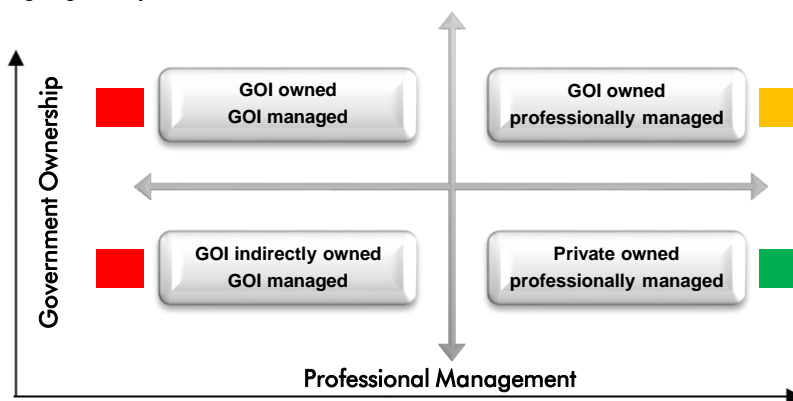 GOI owned
GOI managed
GOI owned
professionally managed
Government Ownership
GOI indirectly owned
GOI managed
Private owned
professionally managed
Professional Management